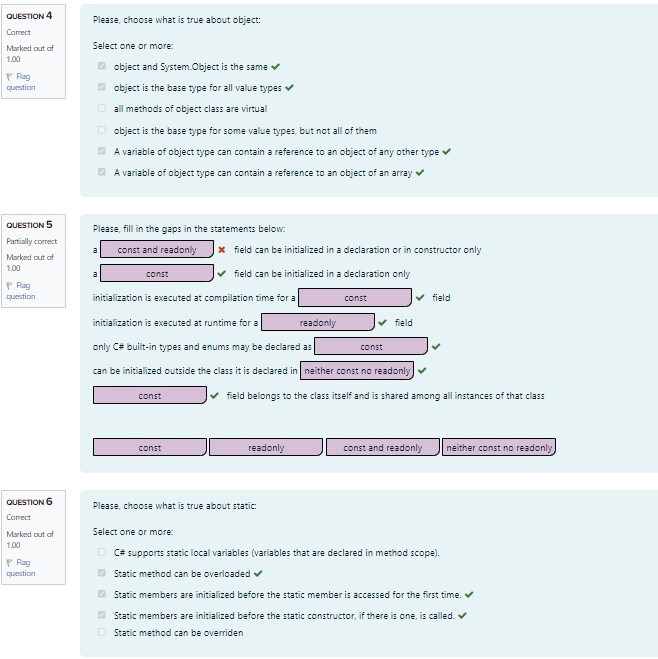 QUESTION 4
Correct
Marked out of
1.00
Flag
question
Please, choose what is true about object:
Select one or more:
object and System.Object is the same
object is the base type for all value types
all methods of object class are virtual
object is the base type for some value types, but not all of them
A variable of object type can contain a reference to an object of any other type
A variable of object type can contain a reference to an object of an array
QUESTION 5
Partially correct
Marked out of
1.00
Flag
question
Please, fill in the gaps in the statements below:
a const and readonly field can be initialized in a declaration or in constructor only
a const field can be initialized in a declaration only
initialization is executed at compilation time for a const field
initialization is executed at runtime for a readonly field
only C# built-in types and enums may be declared as const
can be initialized outside the class it is declared in neither const no readonly
const field belongs to the class itself and is shared among all instances of that class
const readonly const and readonly neither const no readonly
QUESTION 6
Correct
Marked out of
1.00
Flag
question
Please, choose what is true about static:
Select one or more:
C# supports static local variables (variables that are declared in method scope).
Static method can be overloaded
Static members are initialized before the static member is accessed for the first time.
Static members are initialized before the static constructor, if there is one, is called.
Static method can be overriden